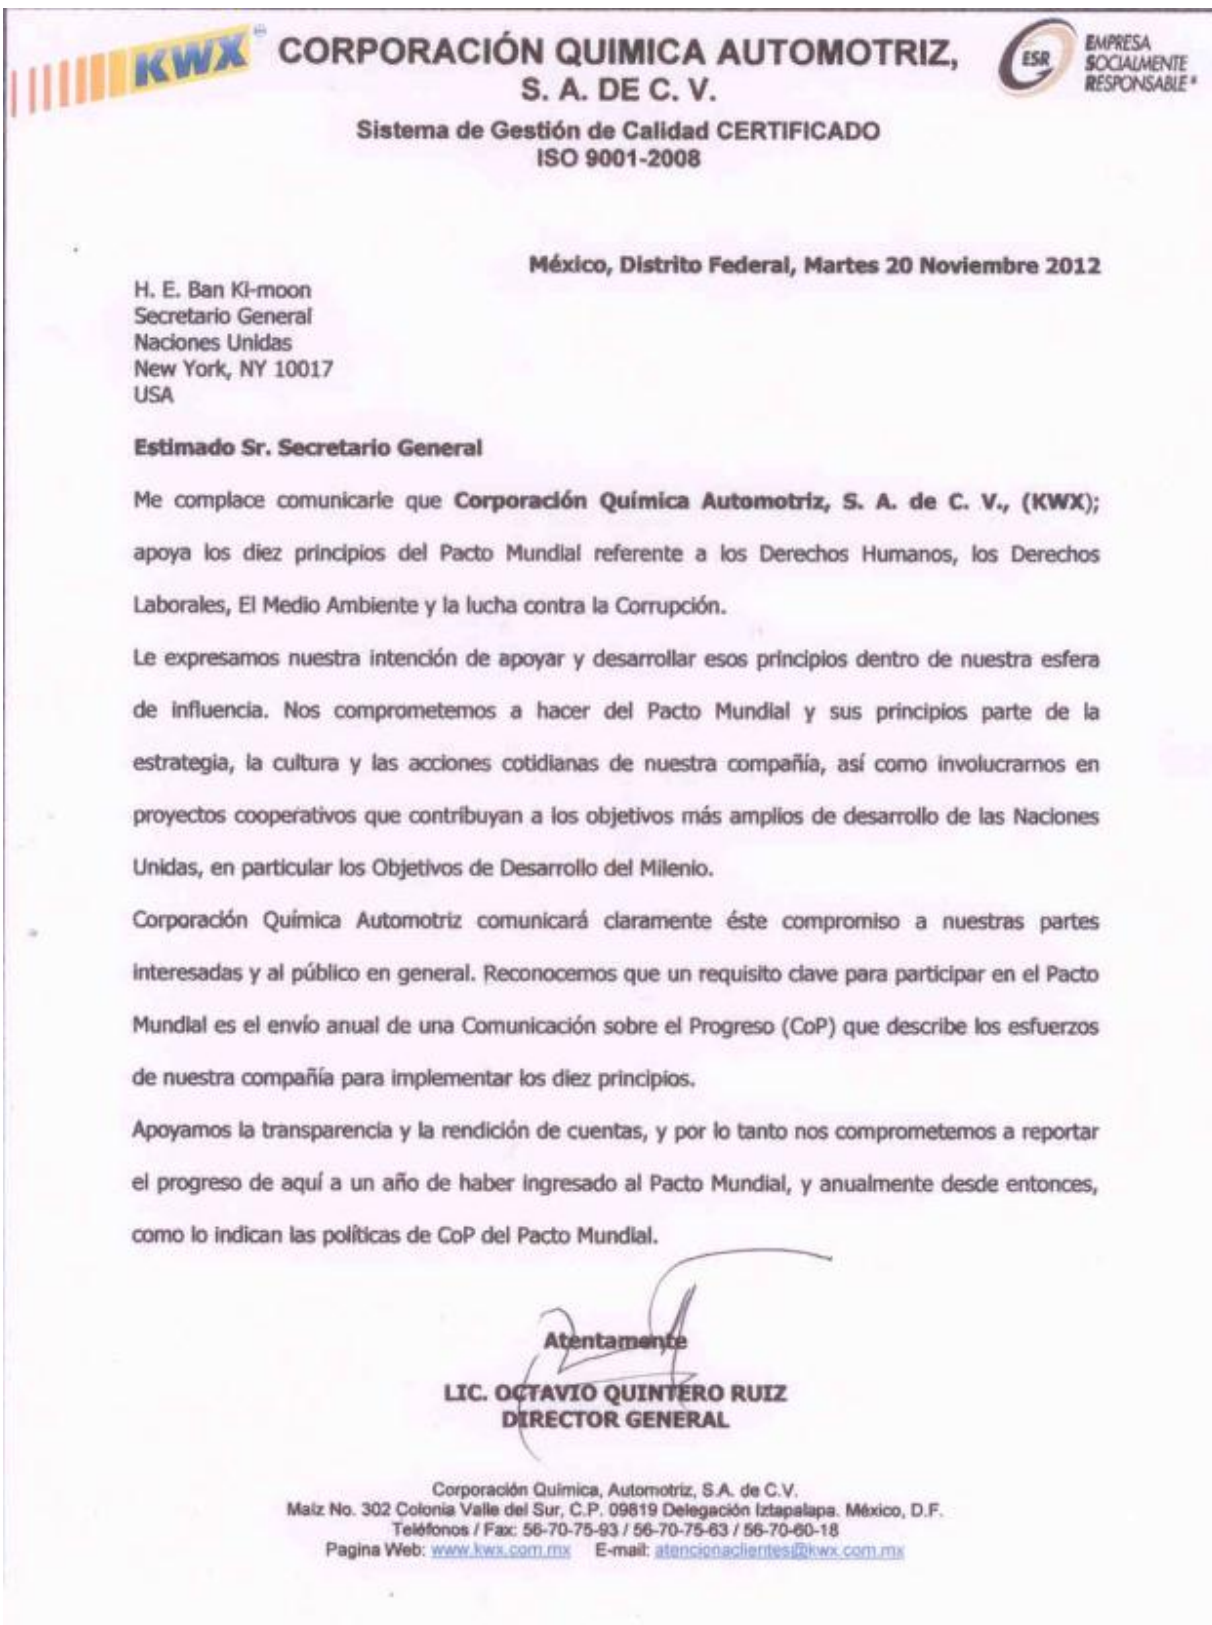 KWX ® CORPORACIÓN QUIMICA AUTOMOTRIZ,
S. A. DE C. V.
ESR EMPRESA
SOCIALMENTE
RESPONSABLE ®
Sistema de Gestión de Calidad CERTIFICADO
ISO 9001-2008
México, Distrito Federal, Martes 20 Noviembre 2012
H. E. Ban Ki-moon
Secretario General
Naciones Unidas
New York, NY 10017
USA
Estimado Sr. Secretario General
Me complace comunicarle que Corporación Química Automotriz, S. A. de C. V., (KWX);
apoya los diez principios del Pacto Mundial referente a los Derechos Humanos, los Derechos
Laborales, El Medio Ambiente y la lucha contra la Corrupción.
Le expresamos nuestra intención de apoyar y desarrollar esos principios dentro de nuestra esfera
de influencia. Nos comprometemos a hacer del Pacto Mundial y sus principios parte de la
estrategia, la cultura y las acciones cotidianas de nuestra compañía, así como involucrarnos en
proyectos cooperativos que contribuyan a los objetivos más amplios de desarrollo de las Naciones
Unidas, en particular los Objetivos de Desarrollo del Milenio.
Corporación Química Automotriz comunicará claramente éste compromiso a nuestras partes
interesadas y al público en general. Reconocemos que un requisito clave para participar en el Pacto
Mundial es el envío anual de una Comunicación sobre el Progreso (CoP) que describe los esfuerzos
de nuestra compañía para implementar los diez principios.
Apoyamos la transparencia y la rendición de cuentas, y por lo tanto nos comprometemos a reportar
el progreso de aquí a un año de haber ingresado al Pacto Mundial, y anualmente desde entonces,
como lo indican las políticas de CoP del Pacto Mundial.
Atentamente
LIC. OCTAVIO QUINTERO RUIZ
DIRECTOR GENERAL
Corporación Química, Automotriz, S.A. de C.V.
Maíz No. 302 Colonia Valle del Sur, C.P. 09819 Delegación Iztapalapa. México, D.F.
Teléfonos / Fax: 56-70-75-93 / 56-70-75-63 / 56-70-60-18
Pagina Web: www.kwx.com.mx E-mail: atencionaclientes@kwx.com.mx